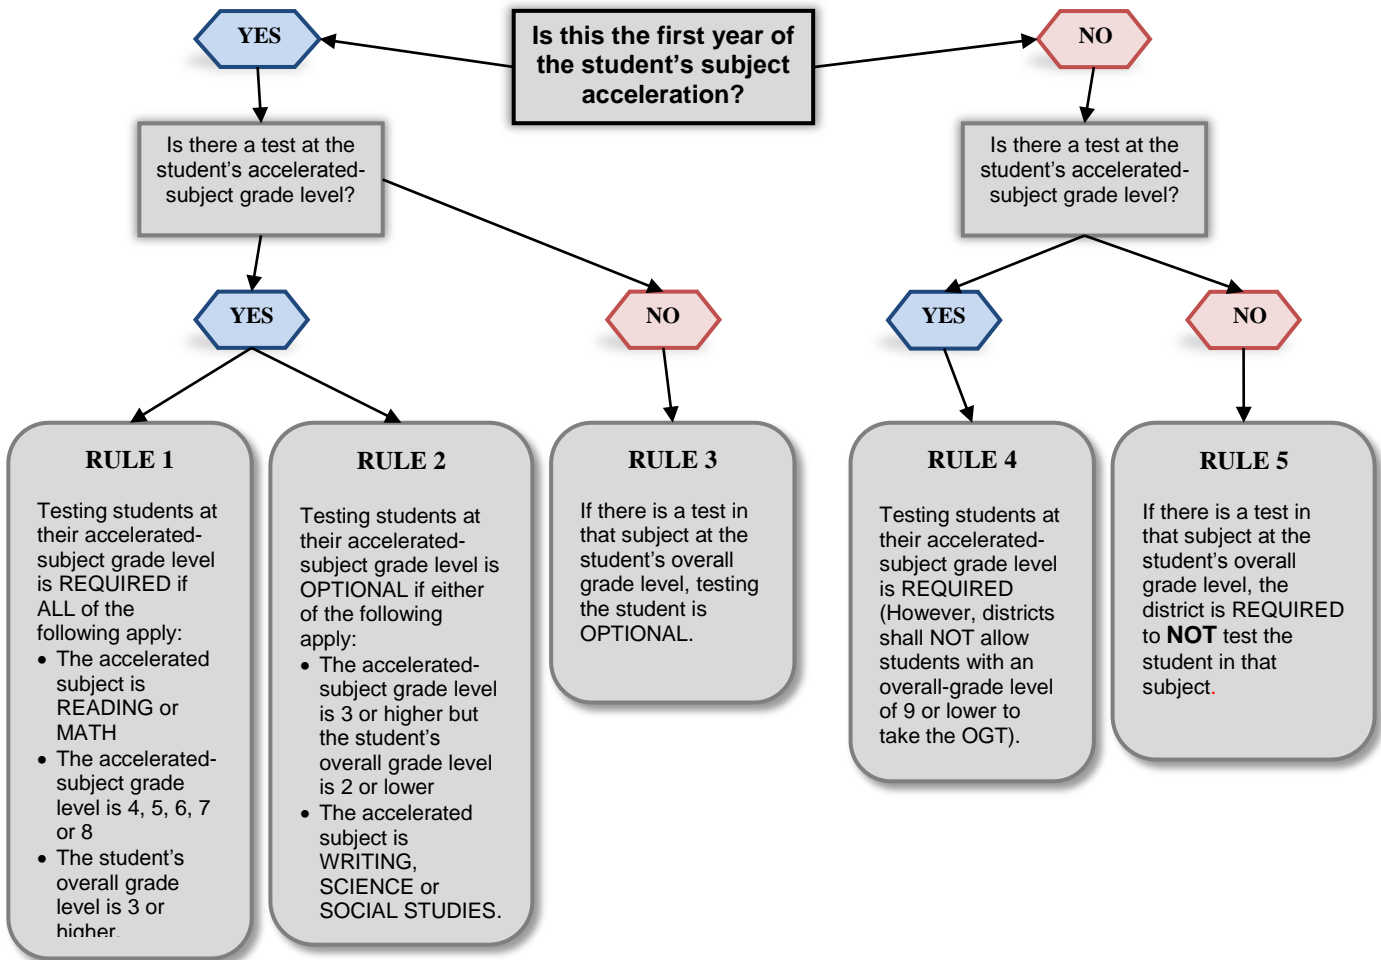 Is this the first year of
the student’s subject
acceleration?
YES
NO
Is there a test at the
student’s accelerated-
subject grade level?
Is there a test at the
student’s accelerated-
subject grade level?
YES
NO
YES
NO
RULE 1
Testing students at
their accelerated-
subject grade level
is REQUIRED if
ALL of the
following apply:
• The accelerated
subject is
READING or
MATH
• The accelerated-
subject grade
level is 4, 5, 6, 7
or 8
• The student’s
overall grade
level is 3 or
higher.
RULE 2
Testing students at
their accelerated-
subject grade level is
OPTIONAL if either
of the following
apply:
• The accelerated-
subject grade level
is 3 or higher but
the student’s
overall grade level
is 2 or lower
• The accelerated
subject is
WRITING,
SCIENCE or
SOCIAL STUDIES.
RULE 3
If there is a test in
that subject at the
student’s overall
grade level, testing
the student is
OPTIONAL.
RULE 4
Testing students at
their accelerated-
subject grade level
is REQUIRED
(However, districts
shall NOT allow
students with an
overall-grade level
of 9 or lower to
take the OGT).
RULE 5
If there is a test in
that subject at the
student’s overall
grade level, the
district is REQUIRED
to NOT test the
student in that
subject.